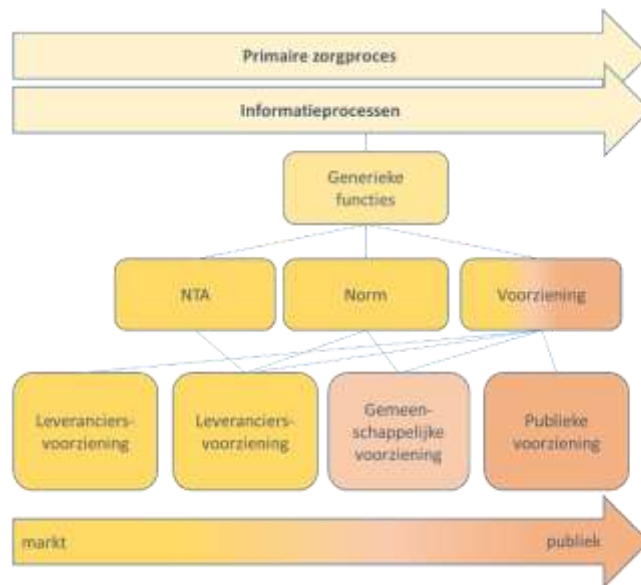 Primaire zorgproces
Informatieprocessen
Generieke
functies
NTA
Norm
Voorziening
Leveranciers-
voorziening
Leveranciers-
voorziening
Gemeen-
schappelijke
voorziening
Publieke
voorziening
markt
publiek